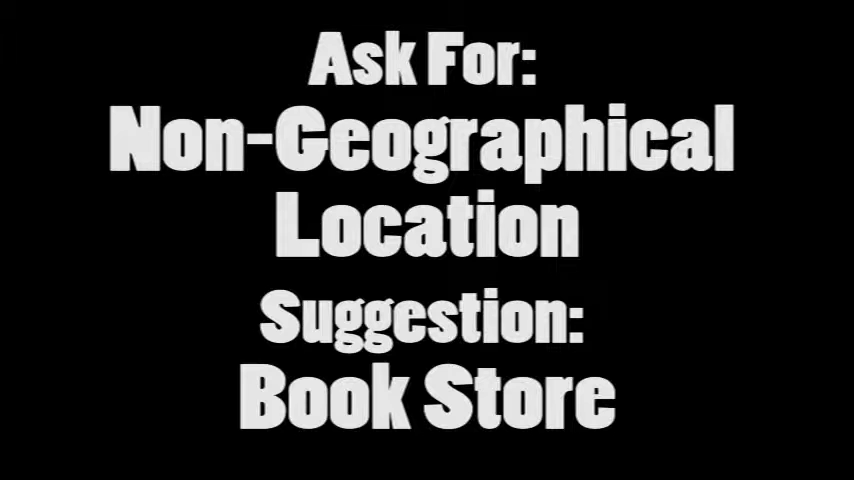 Ask For:
Non-Geographical
Location
Suggestion:
Book Store